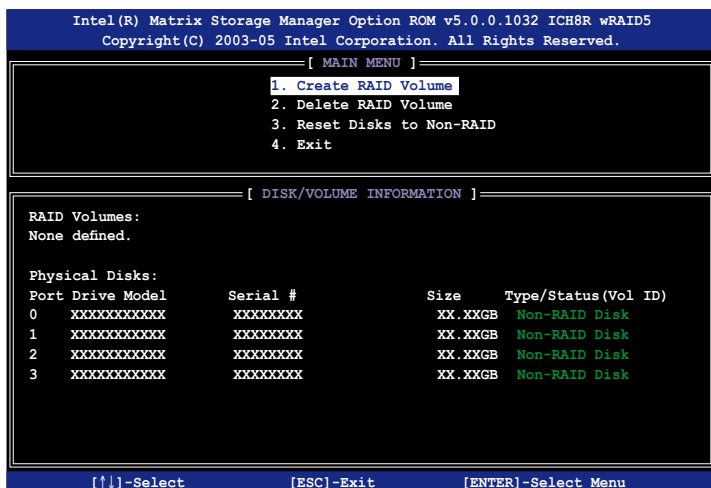 Intel(R) Matrix Storage Manager Option ROM v5.0.0.1032 ICH8R wRAID5
Copyright(C) 2003-05 Intel Corporation. All Rights Reserved.
[ MAIN MENU ]
1. Create RAID Volume
2. Delete RAID Volume
3. Reset Disks to Non-RAID
4. Exit
[ DISK/VOLUME INFORMATION ]
RAID Volumes:
None defined.
Physical Disks:
Port Drive Model Serial # Size Type/Status(Vol ID)
0 XXXXXXXXXXX XXXXXXXX XX.XXGB Non-RAID Disk
1 XXXXXXXXXXX XXXXXXXX XX.XXGB Non-RAID Disk
2 XXXXXXXXXXX XXXXXXXX XX.XXGB Non-RAID Disk
3 XXXXXXXXXXX XXXXXXXX XX.XXGB Non-RAID Disk
[↑↓]-Select [ESC]-Exit [ENTER]-Select Menu